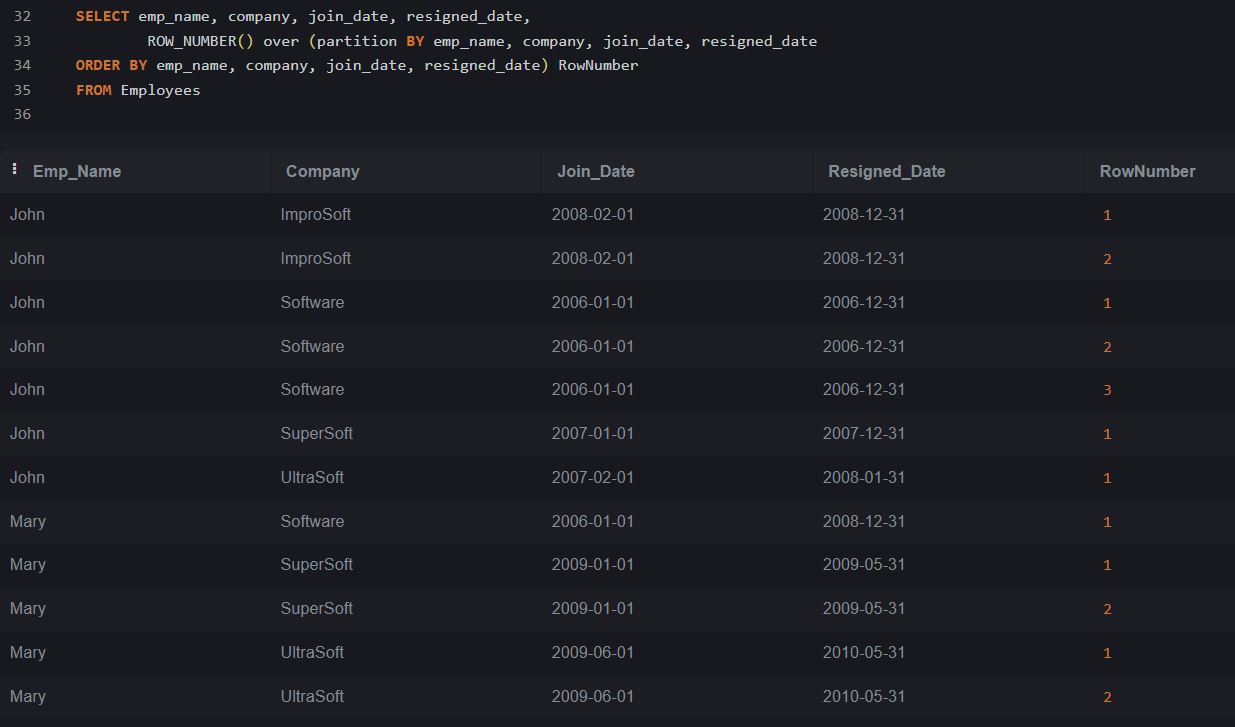 32 SELECT emp_name, company, join_date, resigned_date,
33 ROW_NUMBER() over (partition BY emp_name, company, join_date, resigned_date
34 ORDER BY emp_name, company, join_date, resigned_date) RowNumber
35 FROM Employees
36
Emp_Name Company Join_Date Resigned_Date RowNumber
John ImproSoft 2008-02-01 2008-12-31 1
John ImproSoft 2008-02-01 2008-12-31 2
John Software 2006-01-01 2006-12-31 1
John Software 2006-01-01 2006-12-31 2
John Software 2006-01-01 2006-12-31 3
John SuperSoft 2007-01-01 2007-12-31 1
John UltraSoft 2007-02-01 2008-01-31 1
Mary Software 2006-01-01 2008-12-31 1
Mary SuperSoft 2009-01-01 2009-05-31 1
Mary SuperSoft 2009-01-01 2009-05-31 2
Mary UltraSoft 2009-06-01 2010-05-31 1
Mary UltraSoft 2009-06-01 2010-05-31 2